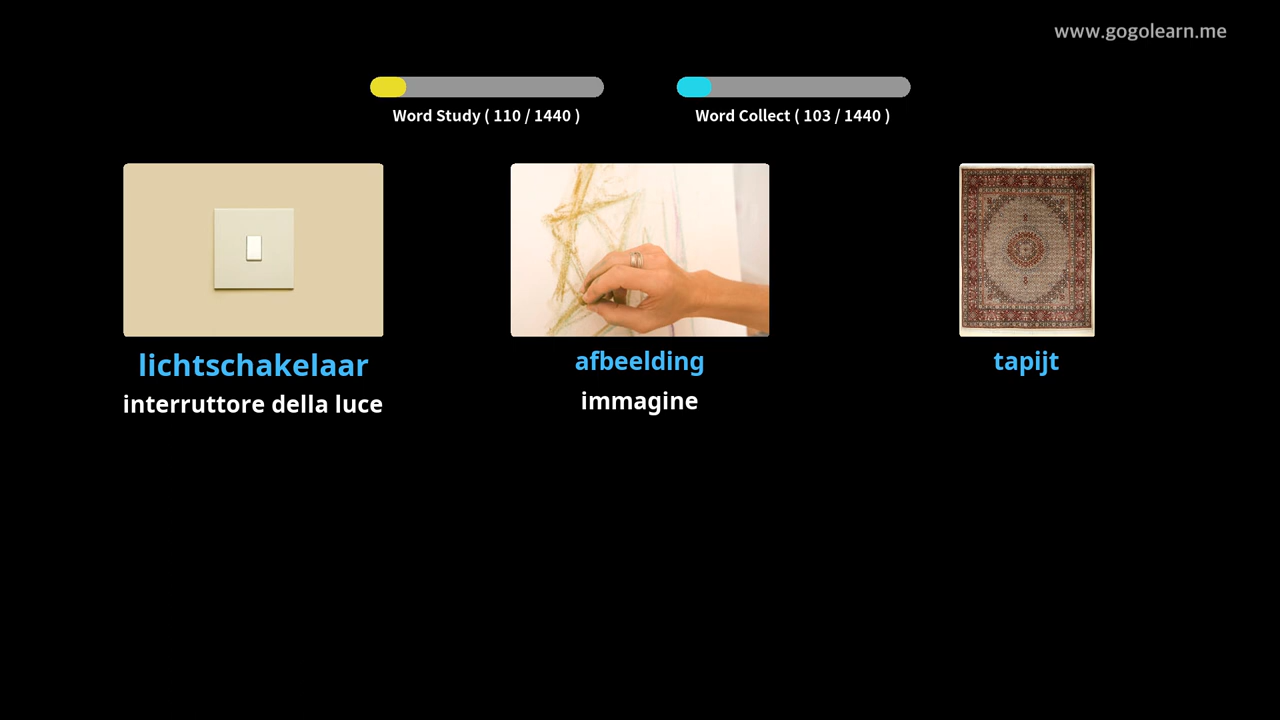 www.gogolearn.me
Word Study ( 110 / 1440 )
Word Collect ( 103 / 1440 )
lichtschakelaar
interruttore della luce
afbeelding
immagine
tapijt